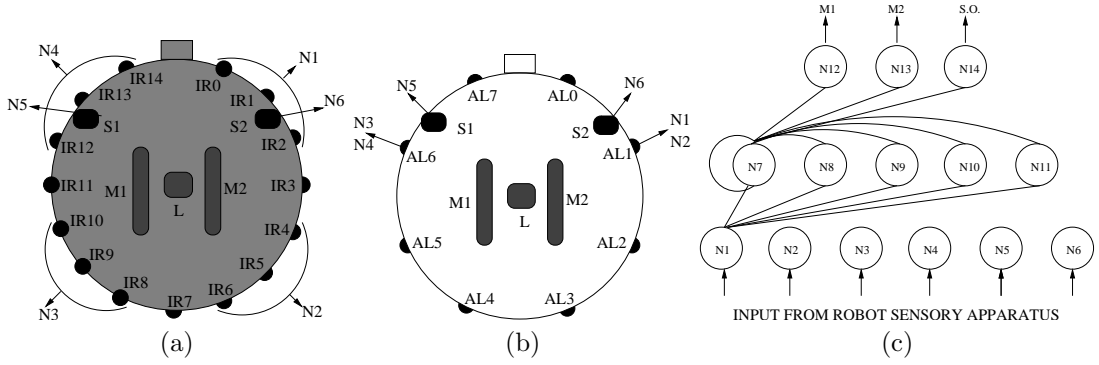 N4
N1
IR14
IR0
IR13
IR1
N5
N6
S1
S2
IR12
IR2
IR11
M1
M2
IR3
L
IR10
IR4
IR9
IR5
IR8
IR6
IR7
N3
N2
(a)
AL7
AL0
N5
N6
S1
S2
N3
N4
AL6
AL1
N1
N2
M1
M2
L
AL5
AL2
AL4
AL3
(b)
M1 M2 S.O.
N12 N13 N14
N7 N8 N9 N10 N11
N1 N2 N3 N4 N5 N6
INPUT FROM ROBOT SENSORY APPARATUS
(c)